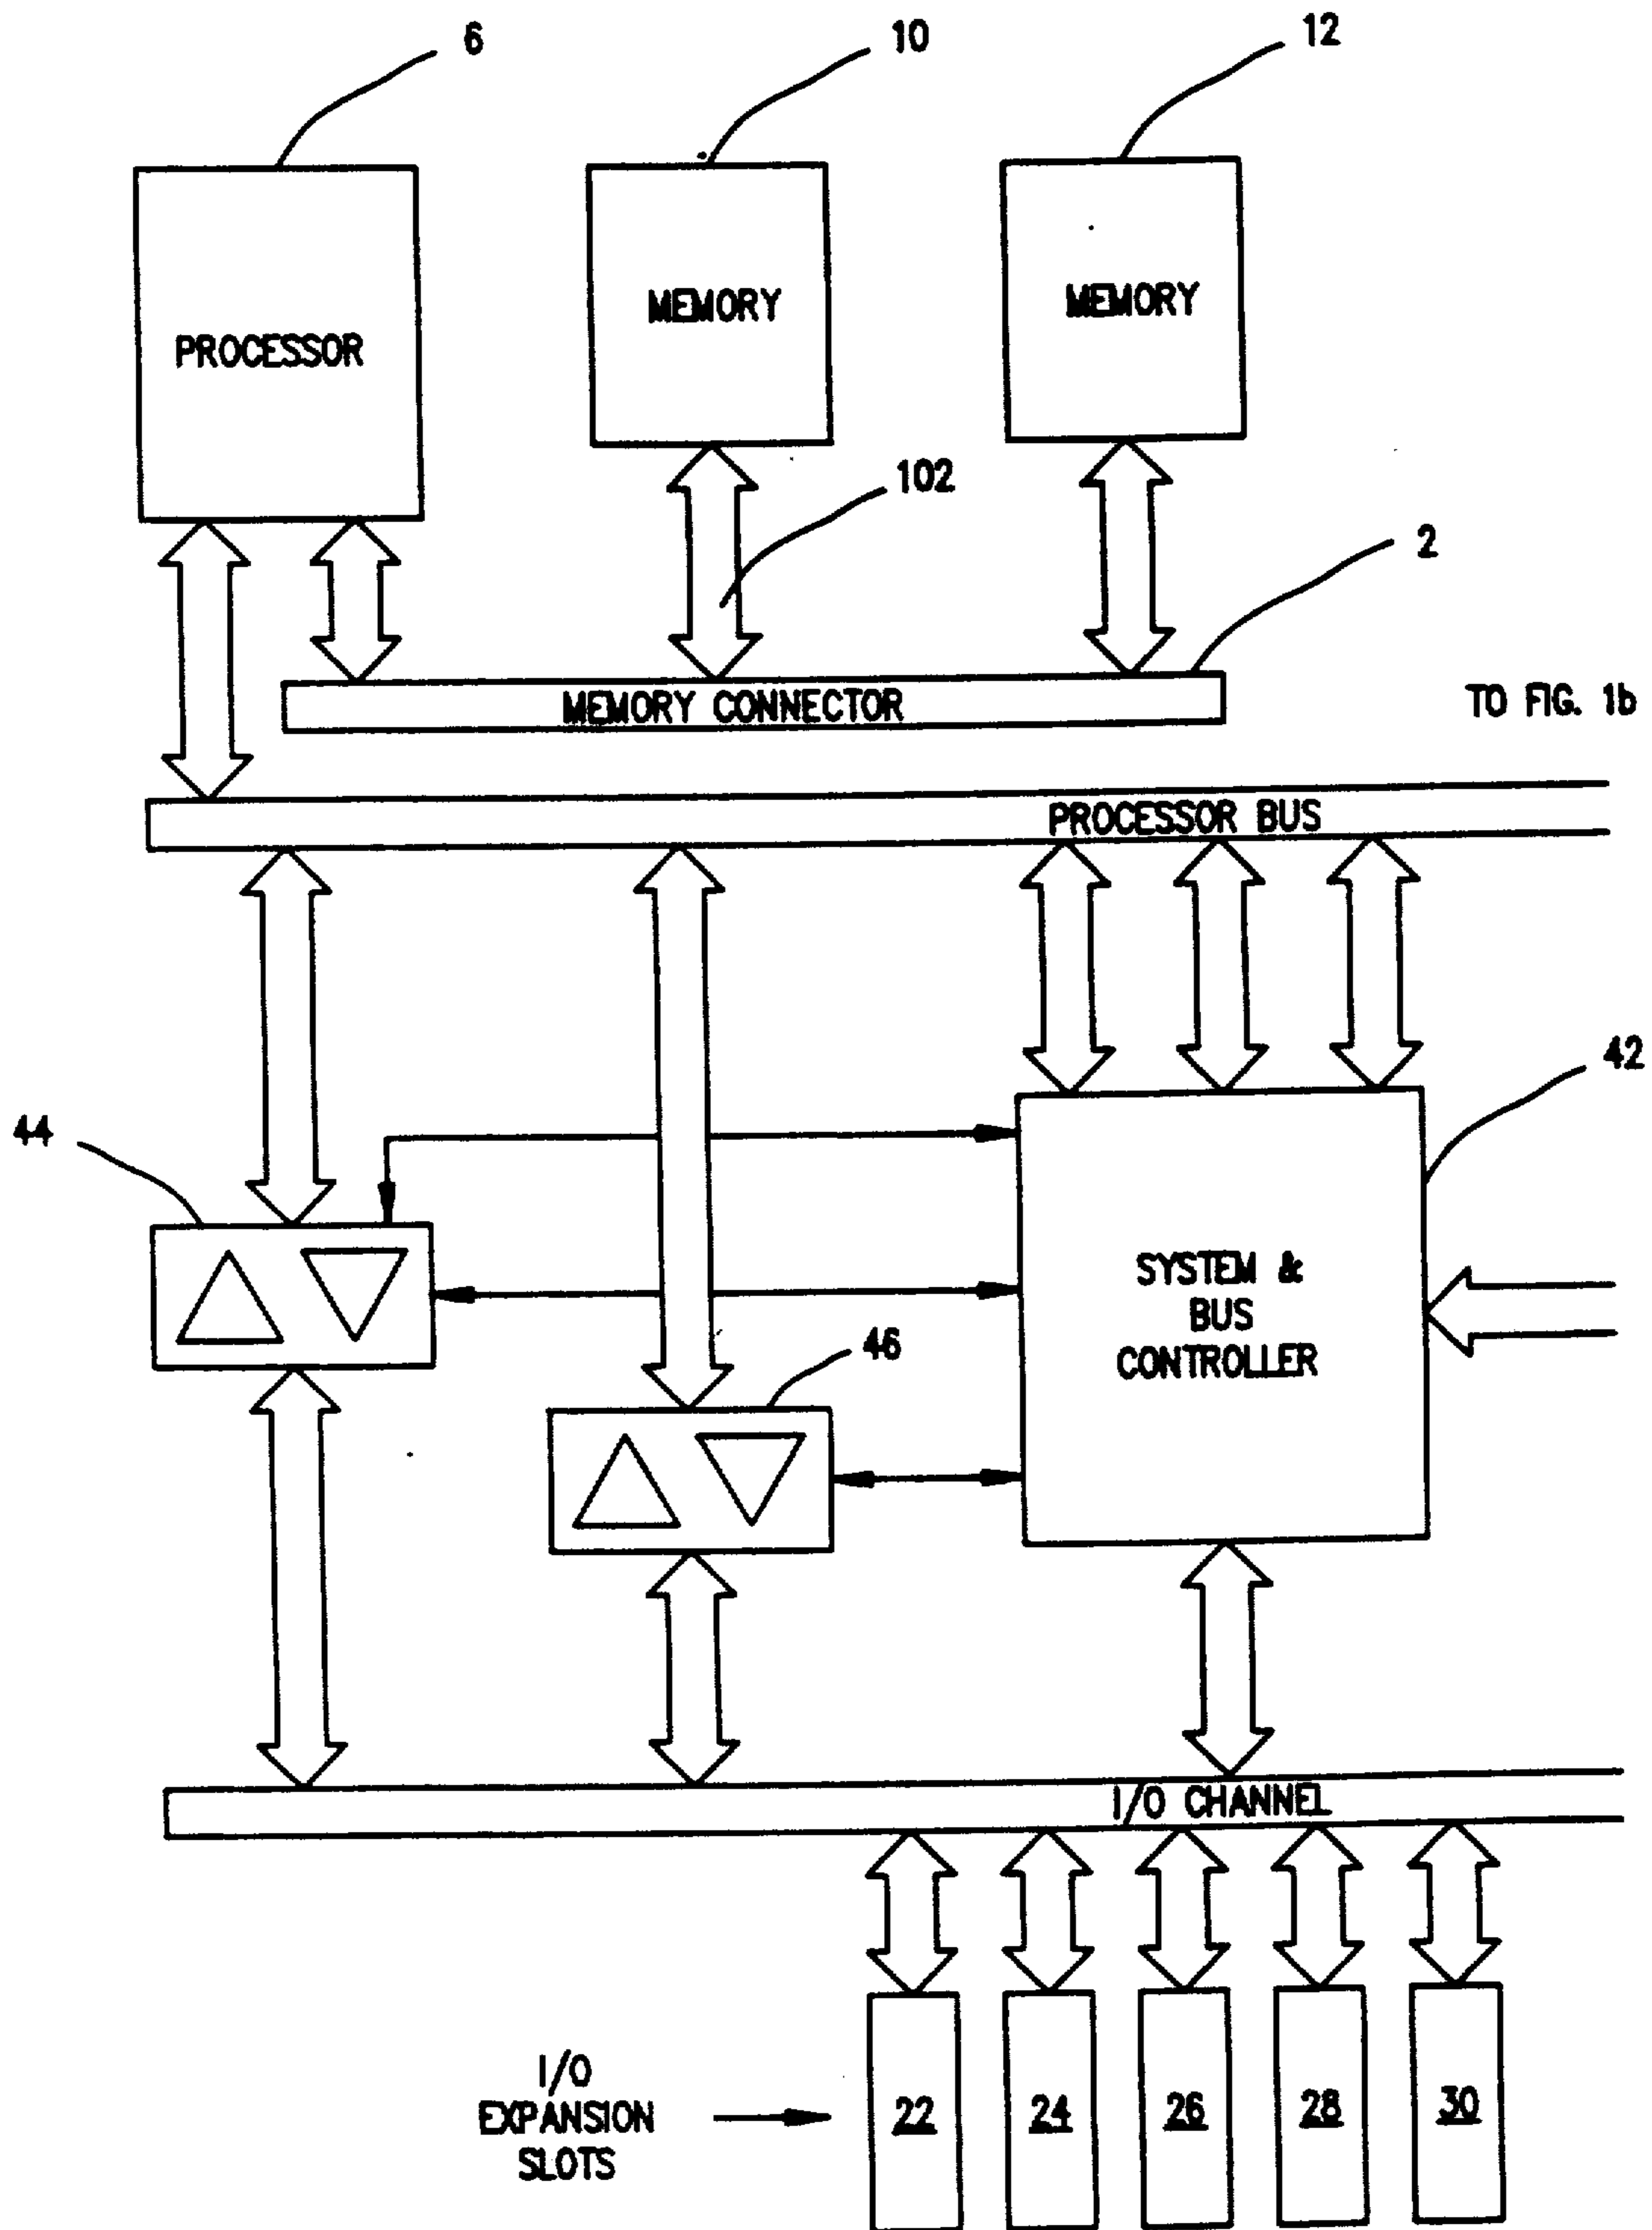 6
10
12
PROCESSOR
MEMORY
MEMORY
102
2
MEMORY CONNECTOR
TO FIG. 1b
PROCESSOR BUS
42
44
SYSTEM &
BUS
CONTROLLER
46
I/O CHANNEL
I/O
EXPANSION
SLOTS
22
24
26
28
30